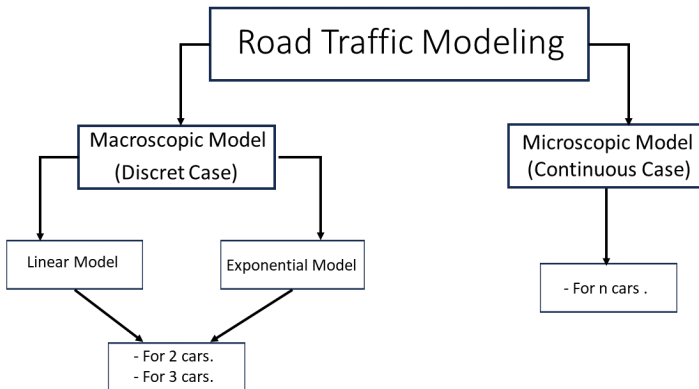 Road Traffic Modeling
Macroscopic Model
(Discret Case)
Microscopic Model
(Continuous Case)
Linear Model
Exponential Model
- For n cars .
- For 2 cars.
- For 3 cars.